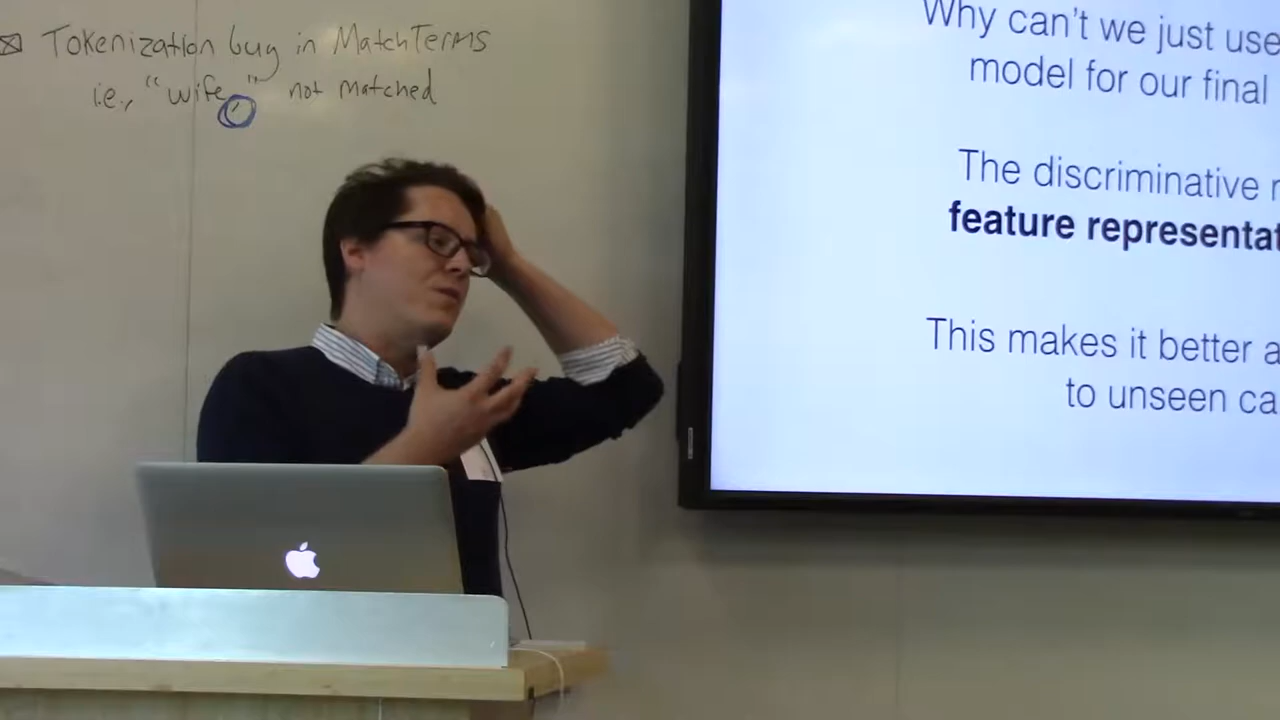 Tokenization bug in MatchTerms
i.e., "wife," not matched
Why can't we just use
model for our final
The discriminative
feature representat
This makes it better a
to unseen ca